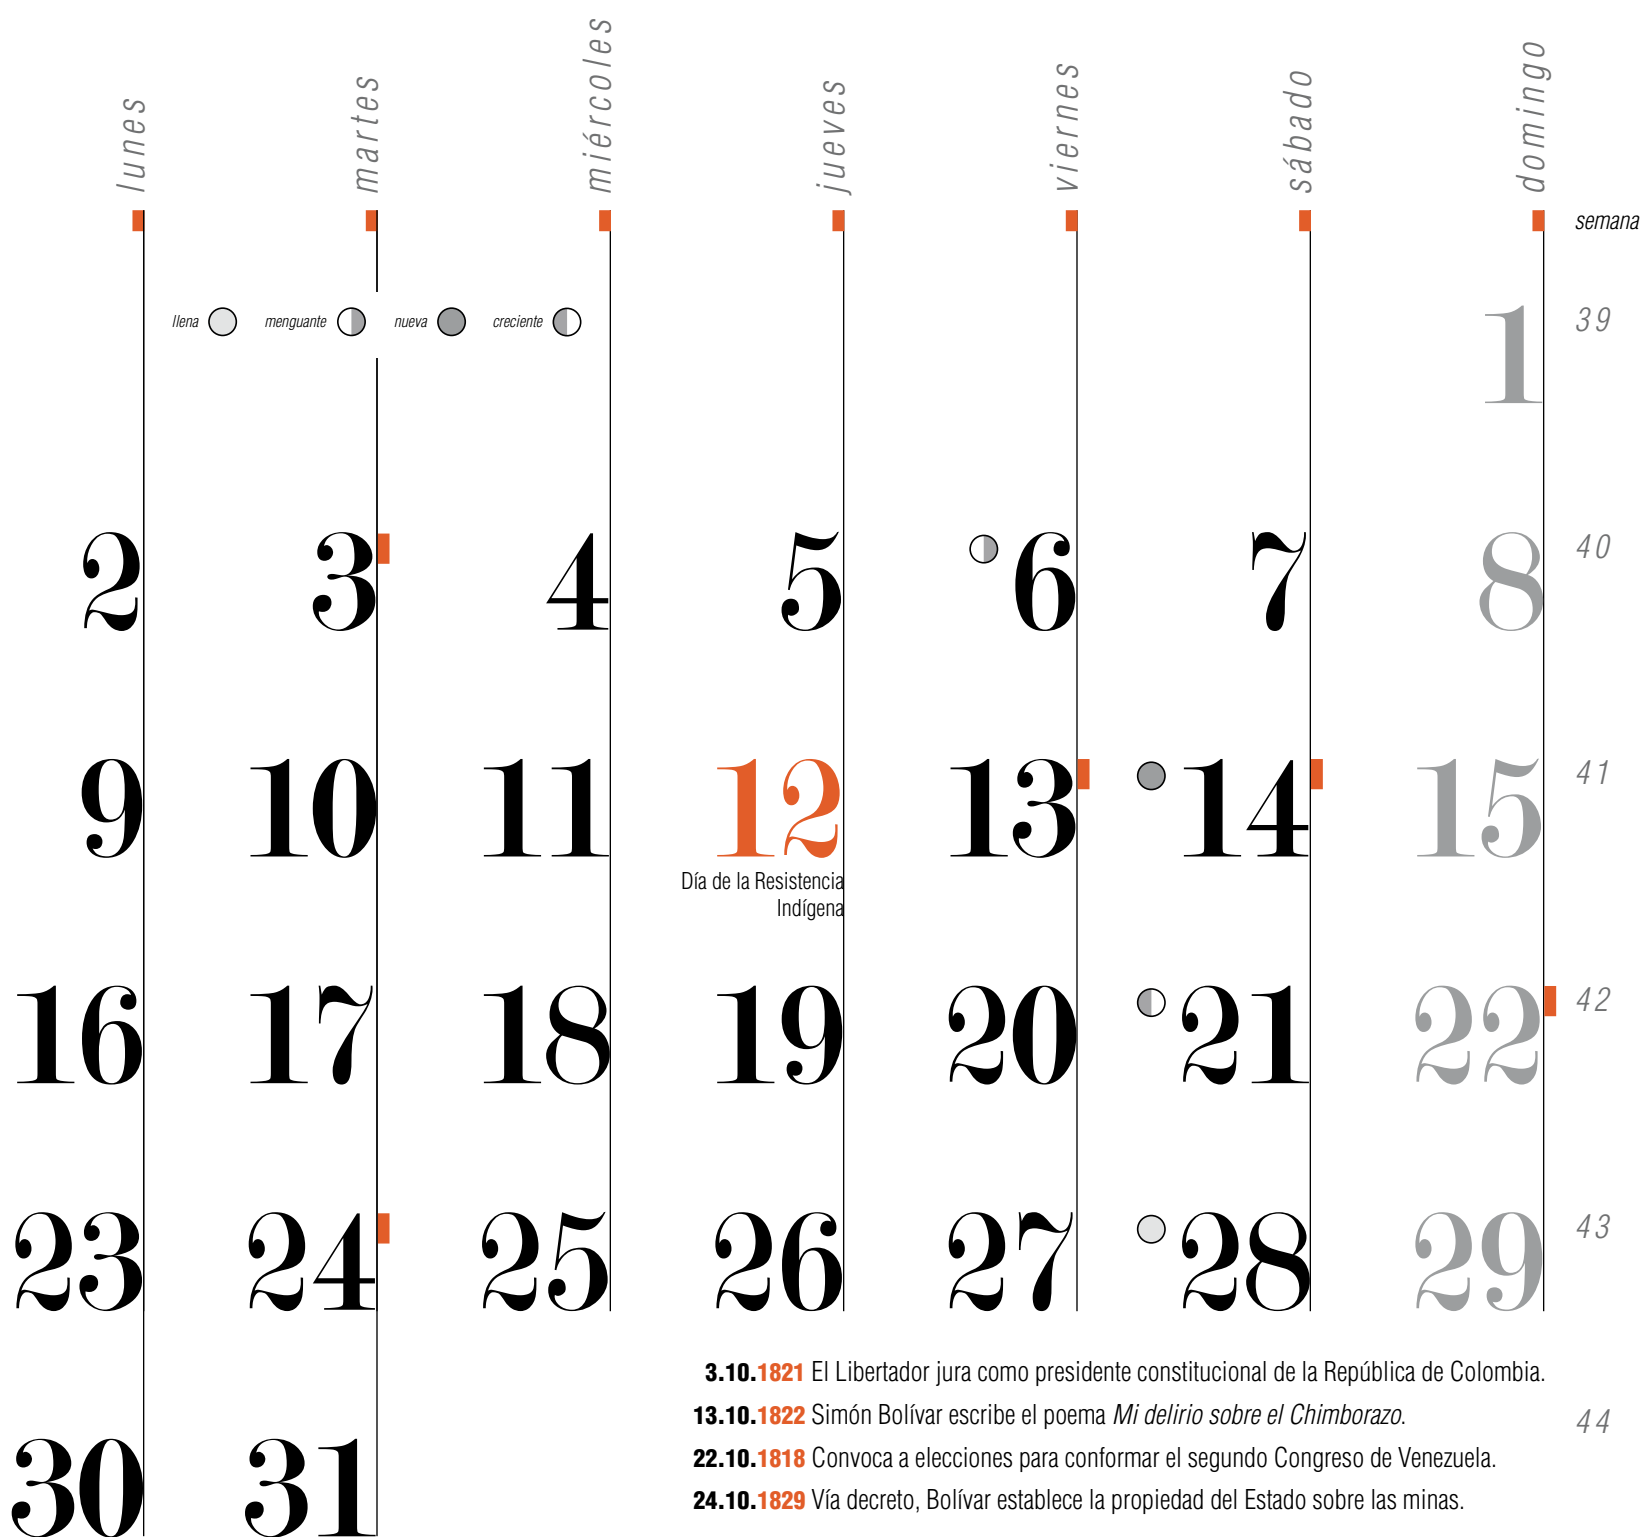 lunes martes miércoles jueves viernes sábado domingo
semana
llena menguante nueva creciente 1 39
2 3 4 5 6 7 8 40
9 10 11 12 13 14 15 41
Día de la Resistencia
Indígena
16 17 18 19 20 21 22 42
23 24 25 26 27 28 29 43
30 31 44
3.10.1821 El Libertador jura como presidente constitucional de la República de Colombia.
13.10.1822 Simón Bolívar escribe el poema Mi delirio sobre el Chimborazo.
22.10.1818 Convoca a elecciones para conformar el segundo Congreso de Venezuela.
24.10.1829 Vía decreto, Bolívar establece la propiedad del Estado sobre las minas.